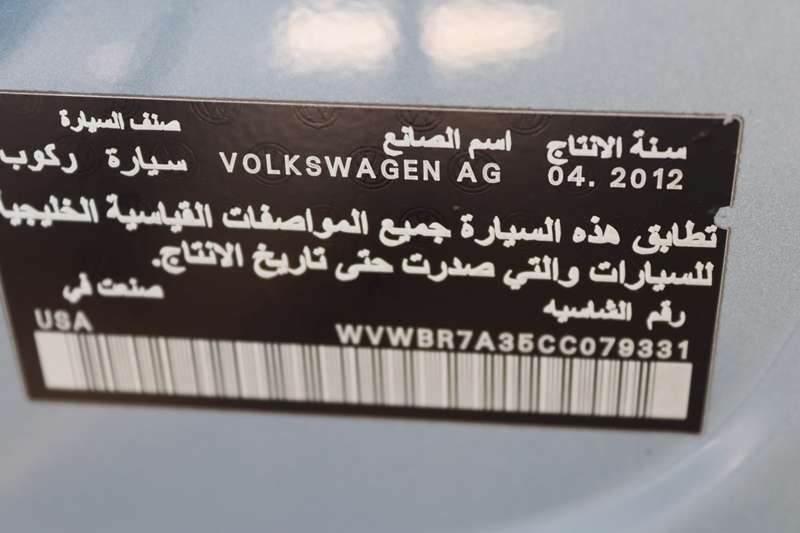 سنة الانتاج اسم الصانع صنف السيارة
04. 2012 VOLKSWAGEN AG سيارة ركوب
تطابق هذه السيارة جميع المواصفات القياسية الخليجية
للسيارات والتي صدرت حتى تاريخ الانتاج.
رقم الشاسيه صنعت في
WVWBR7A35CC079331 USA